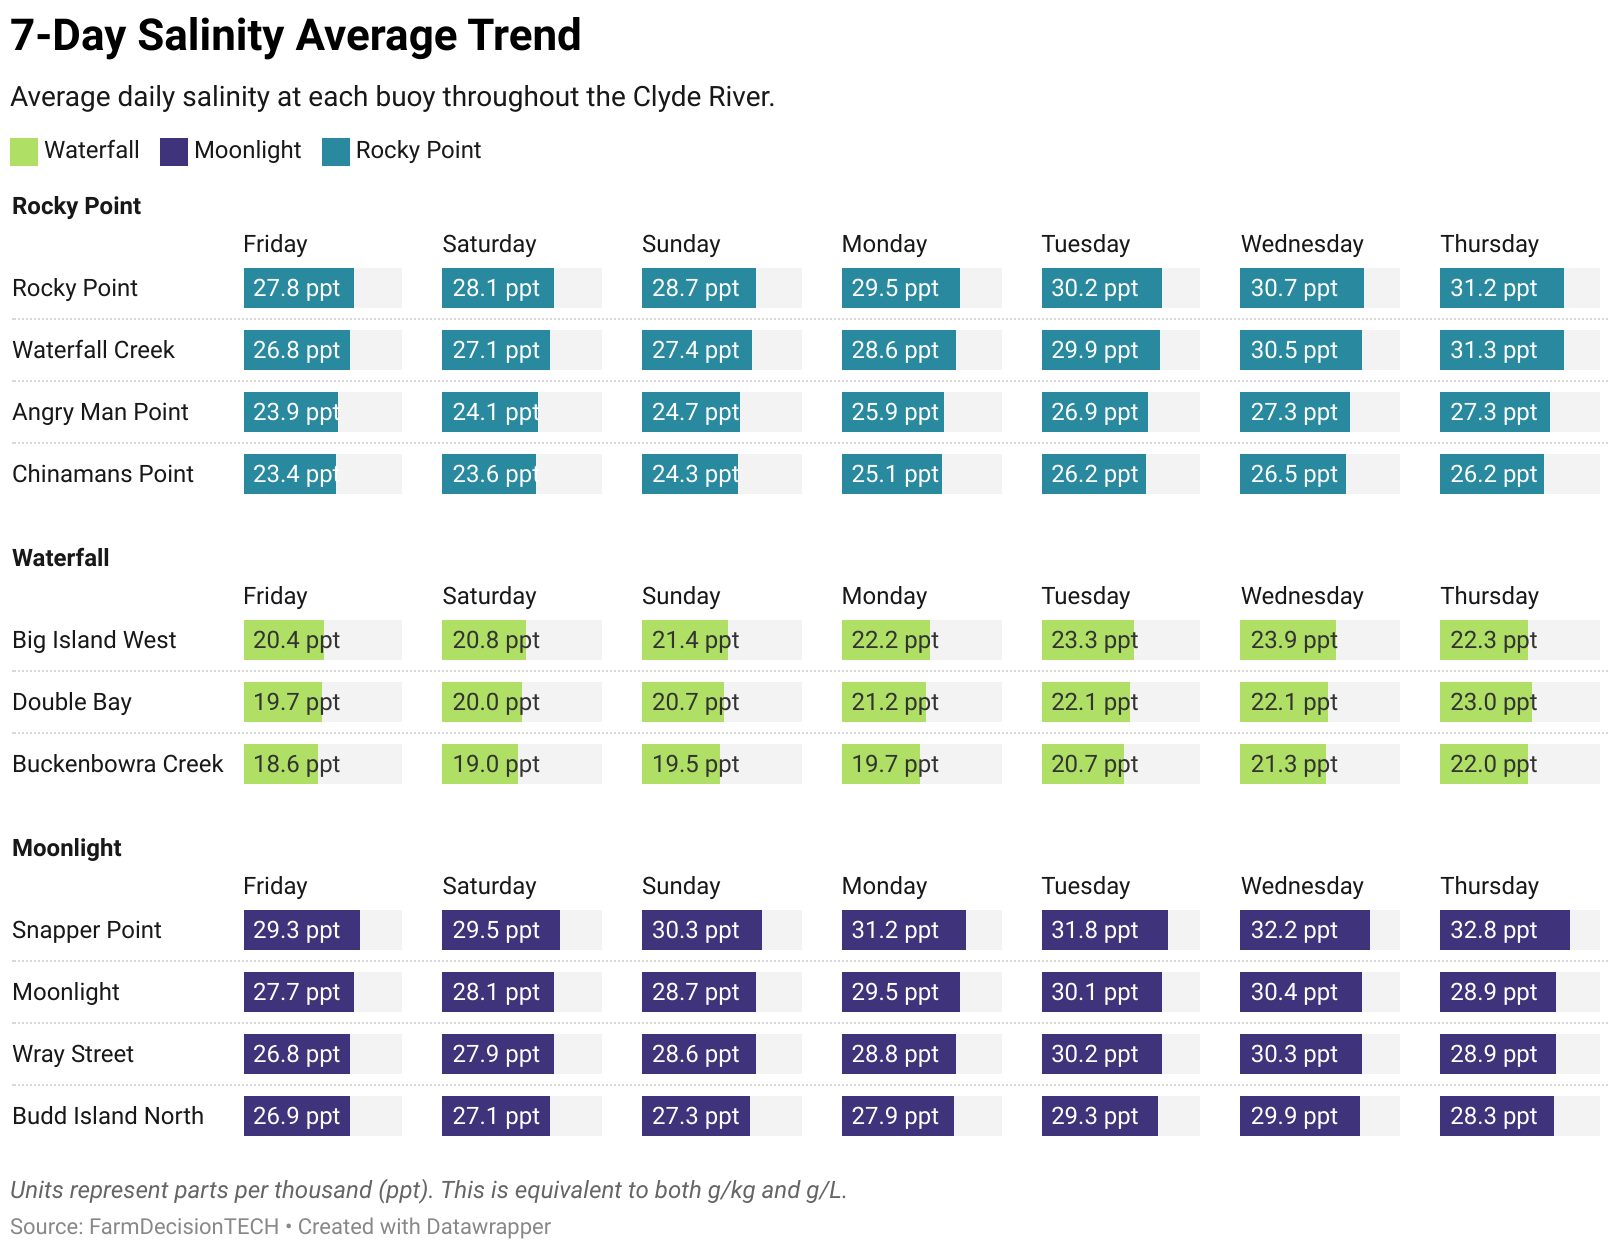 7-Day Salinity Average Trend
Average daily salinity at each buoy throughout the Clyde River.
Waterfall Moonlight Rocky Point
Rocky Point
Friday Saturday Sunday Monday Tuesday Wednesday Thursday
Rocky Point 27.8 ppt 28.1 ppt 28.7 ppt 29.5 ppt 30.2 ppt 30.7 ppt 31.2 ppt
Waterfall Creek 26.8 ppt 27.1 ppt 27.4 ppt 28.6 ppt 29.9 ppt 30.5 ppt 31.3 ppt
Angry Man Point 23.9 ppt 24.1 ppt 24.7 ppt 25.9 ppt 26.9 ppt 27.3 ppt 27.3 ppt
Chinamans Point 23.4 ppt 23.6 ppt 24.3 ppt 25.1 ppt 26.2 ppt 26.5 ppt 26.2 ppt
Waterfall
Friday Saturday Sunday Monday Tuesday Wednesday Thursday
Big Island West 20.4 ppt 20.8 ppt 21.4 ppt 22.2 ppt 23.3 ppt 23.9 ppt 22.3 ppt
Double Bay 19.7 ppt 20.0 ppt 20.7 ppt 21.2 ppt 22.1 ppt 22.1 ppt 23.0 ppt
Buckenbowra Creek 18.6 ppt 19.0 ppt 19.5 ppt 19.7 ppt 20.7 ppt 21.3 ppt 22.0 ppt
Moonlight
Friday Saturday Sunday Monday Tuesday Wednesday Thursday
Snapper Point 29.3 ppt 29.5 ppt 30.3 ppt 31.2 ppt 31.8 ppt 32.2 ppt 32.8 ppt
Moonlight 27.7 ppt 28.1 ppt 28.7 ppt 29.5 ppt 30.1 ppt 30.4 ppt 28.9 ppt
Wray Street 26.8 ppt 27.9 ppt 28.6 ppt 28.8 ppt 30.2 ppt 30.3 ppt 28.9 ppt
Budd Island North 26.9 ppt 27.1 ppt 27.3 ppt 27.9 ppt 29.3 ppt 29.9 ppt 28.3 ppt
Units represent parts per thousand (ppt). This is equivalent to both g/kg and g/L.
Source: FarmDecisionTECH • Created with Datawrapper